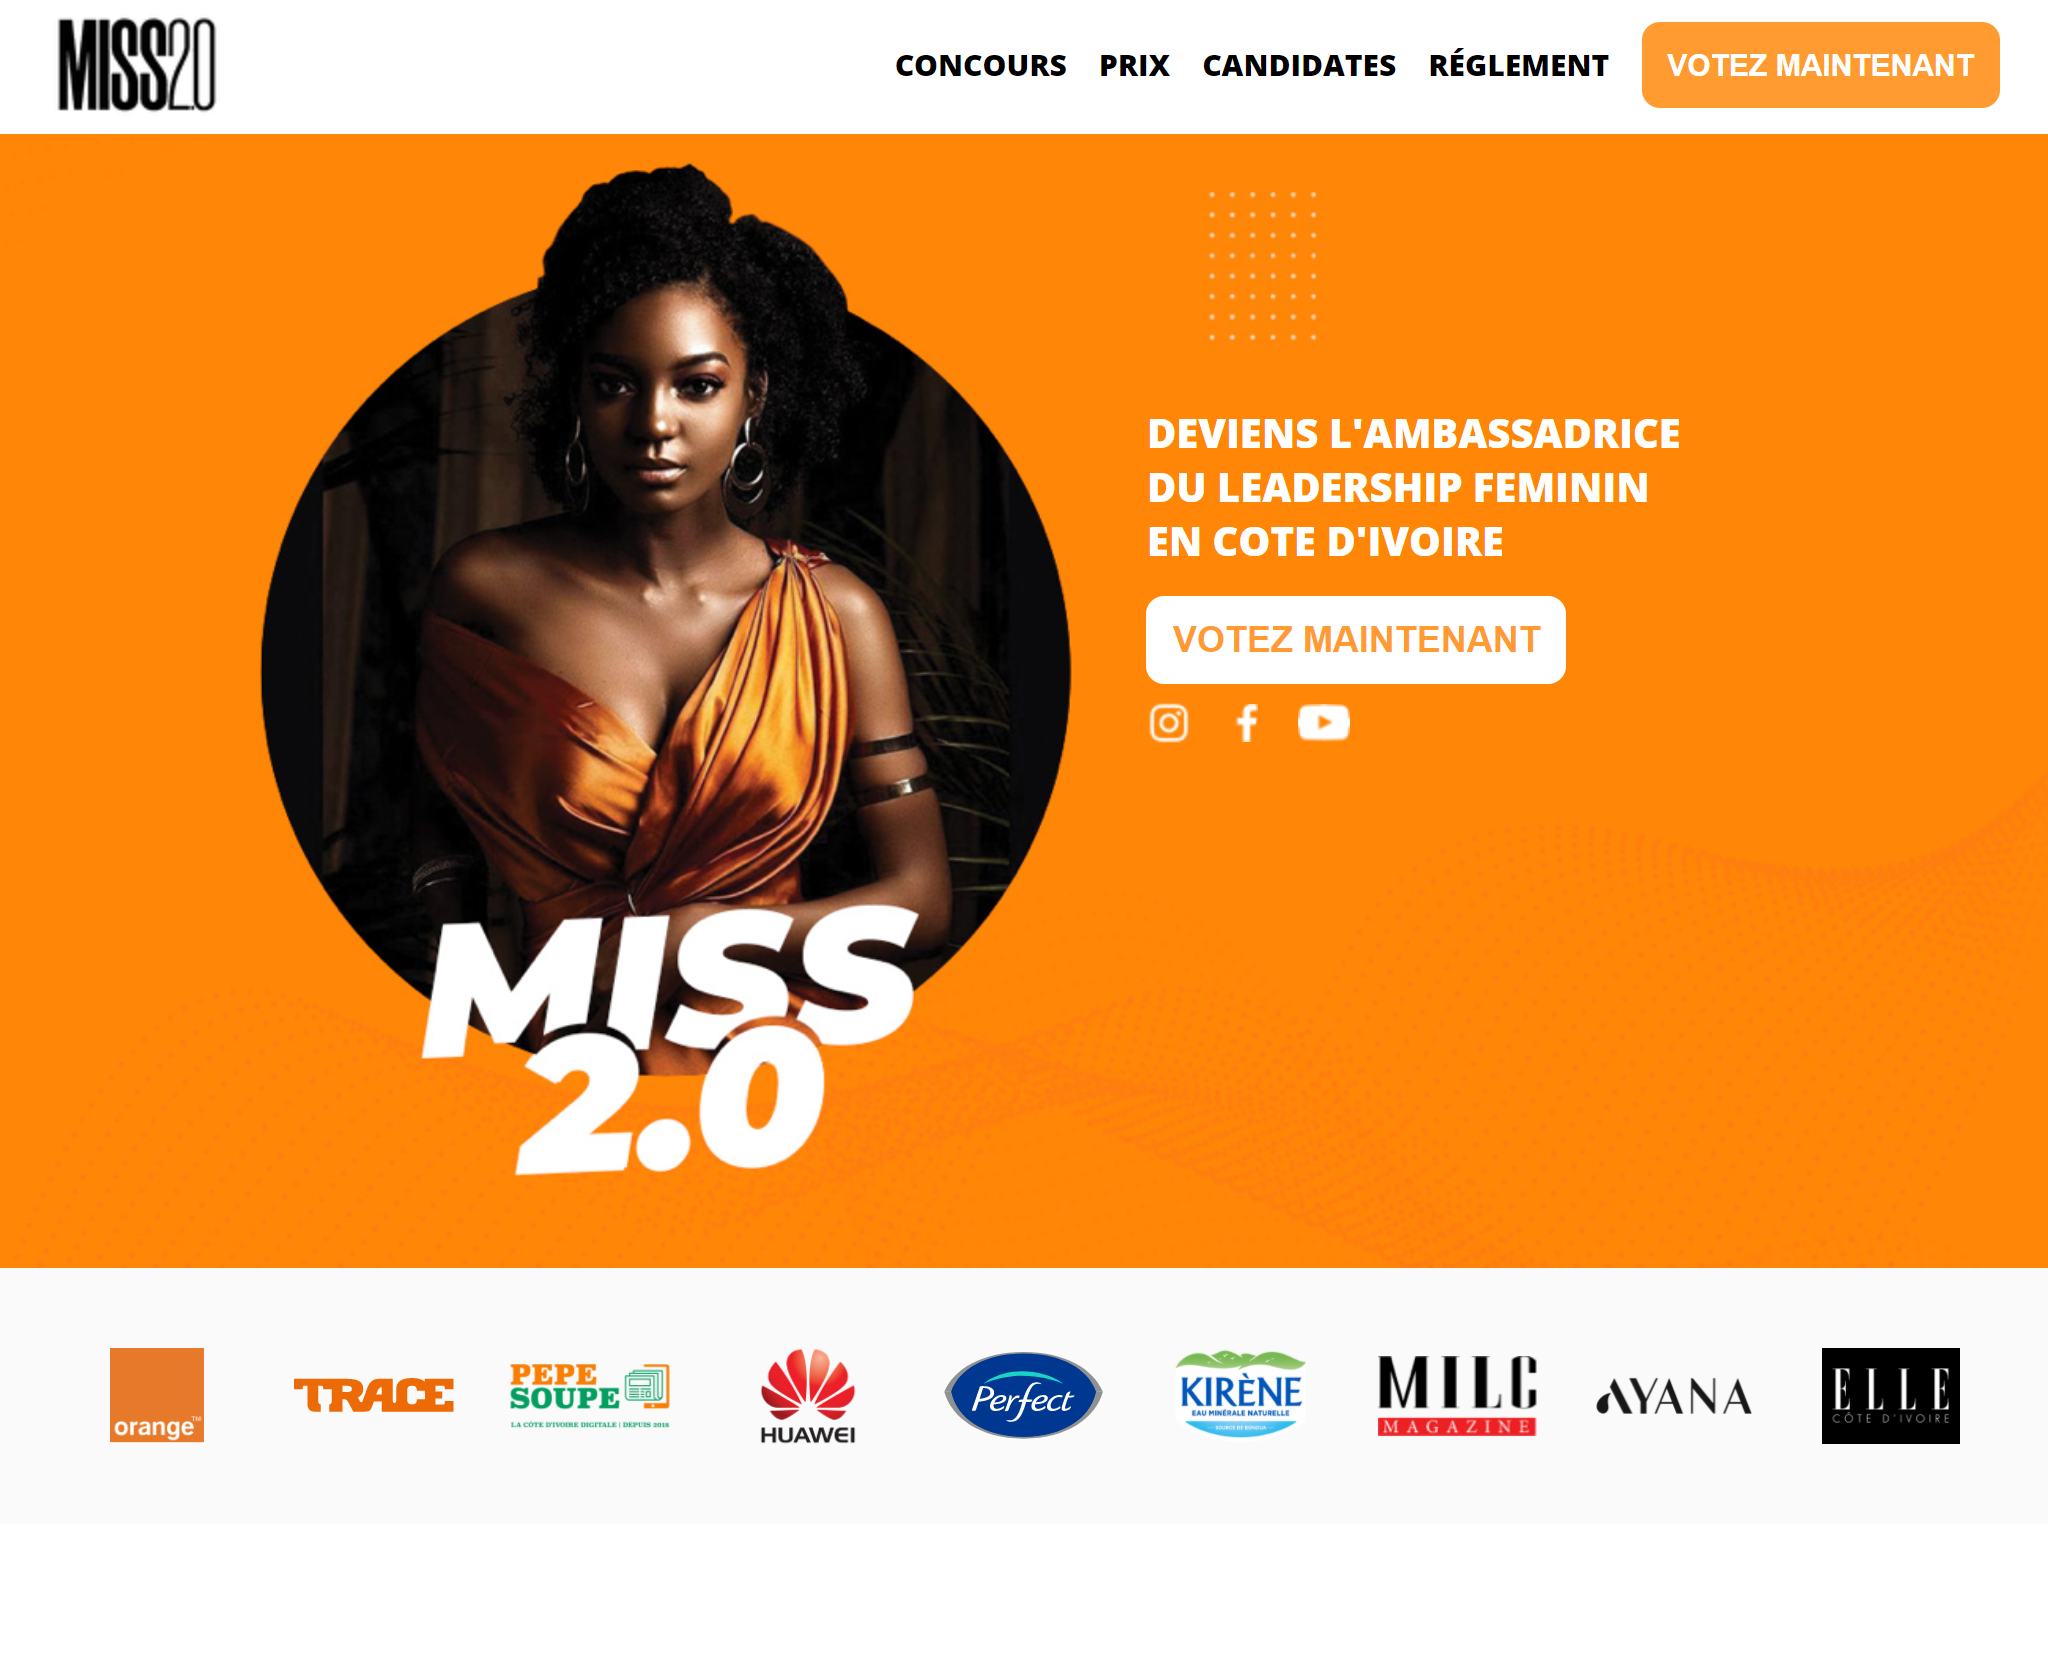 MISS2.0
CONCOURS PRIX CANDIDATES RÉGLEMENT VOTEZ MAINTENANT
DEVIENS L'AMBASSADRICE
DU LEADERSHIP FEMININ
EN COTE D'IVOIRE
VOTEZ MAINTENANT
MISS
2.0
orange™
TRACE
PEPE
SOUPE
LA CÔTE D'IVOIRE DIGITALE | DEPUIS 2018
HUAWEI
Perfect
KIRÈNE
EAU MINÉRALE NATURELLE
MILC
MAGAZINE
AYANA
ELLE
CÔTE D'IVOIRE